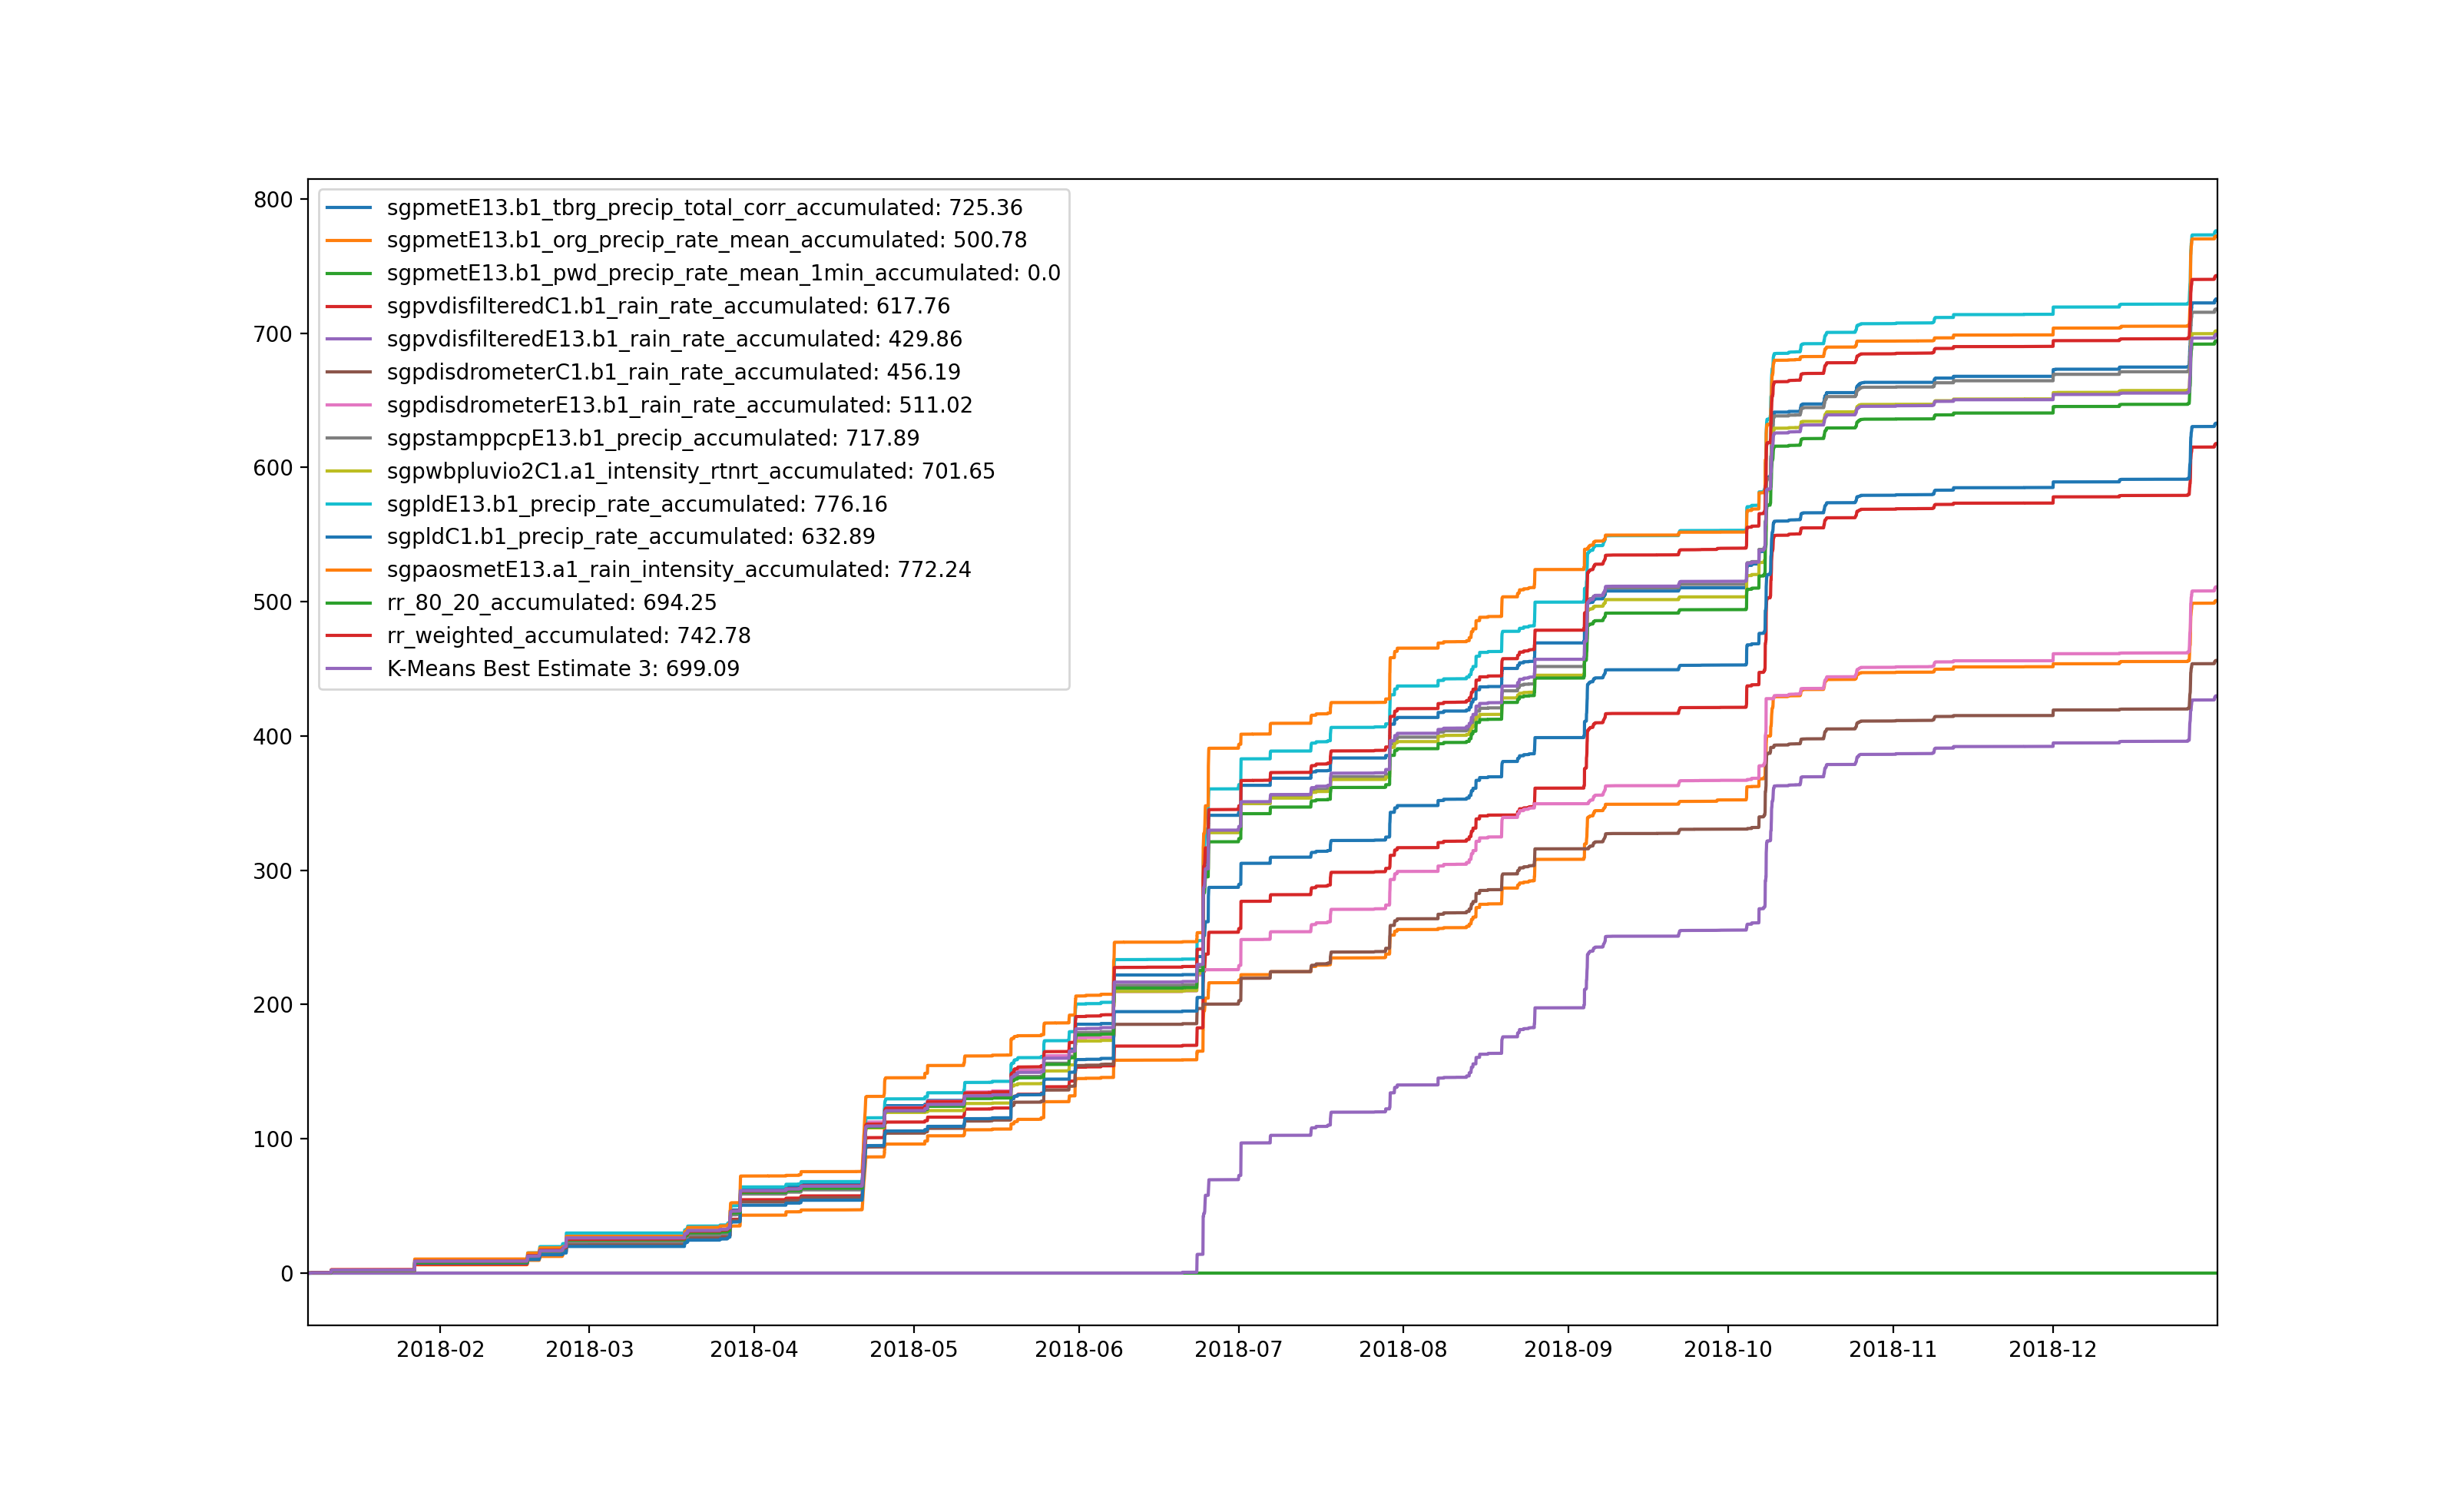 800
700
600
500
400
300
200
100
0
sgpmetE13.b1_tbrg_precip_total_corr_accumulated: 725.36
sgpmetE13.b1_org_precip_rate_mean_accumulated: 500.78
sgpmetE13.b1_pwd_precip_rate_mean_1min_accumulated: 0.0
sgpvdisfilteredC1.b1_rain_rate_accumulated: 617.76
sgpvdisfilteredE13.b1_rain_rate_accumulated: 429.86
sgpdisdrometerC1.b1_rain_rate_accumulated: 456.19
sgpdisdrometerE13.b1_rain_rate_accumulated: 511.02
sgpstamppcpE13.b1_precip_accumulated: 717.89
sgpwbpluvio2C1.a1_intensity_rtnrt_accumulated: 701.65
sgpldE13.b1_precip_rate_accumulated: 776.16
sgpldC1.b1_precip_rate_accumulated: 632.89
sgpaosmetE13.a1_rain_intensity_accumulated: 772.24
rr_80_20_accumulated: 694.25
rr_weighted_accumulated: 742.78
K-Means Best Estimate 3: 699.09
2018-02 2018-03 2018-04 2018-05 2018-06 2018-07 2018-08 2018-09 2018-10 2018-11 2018-12